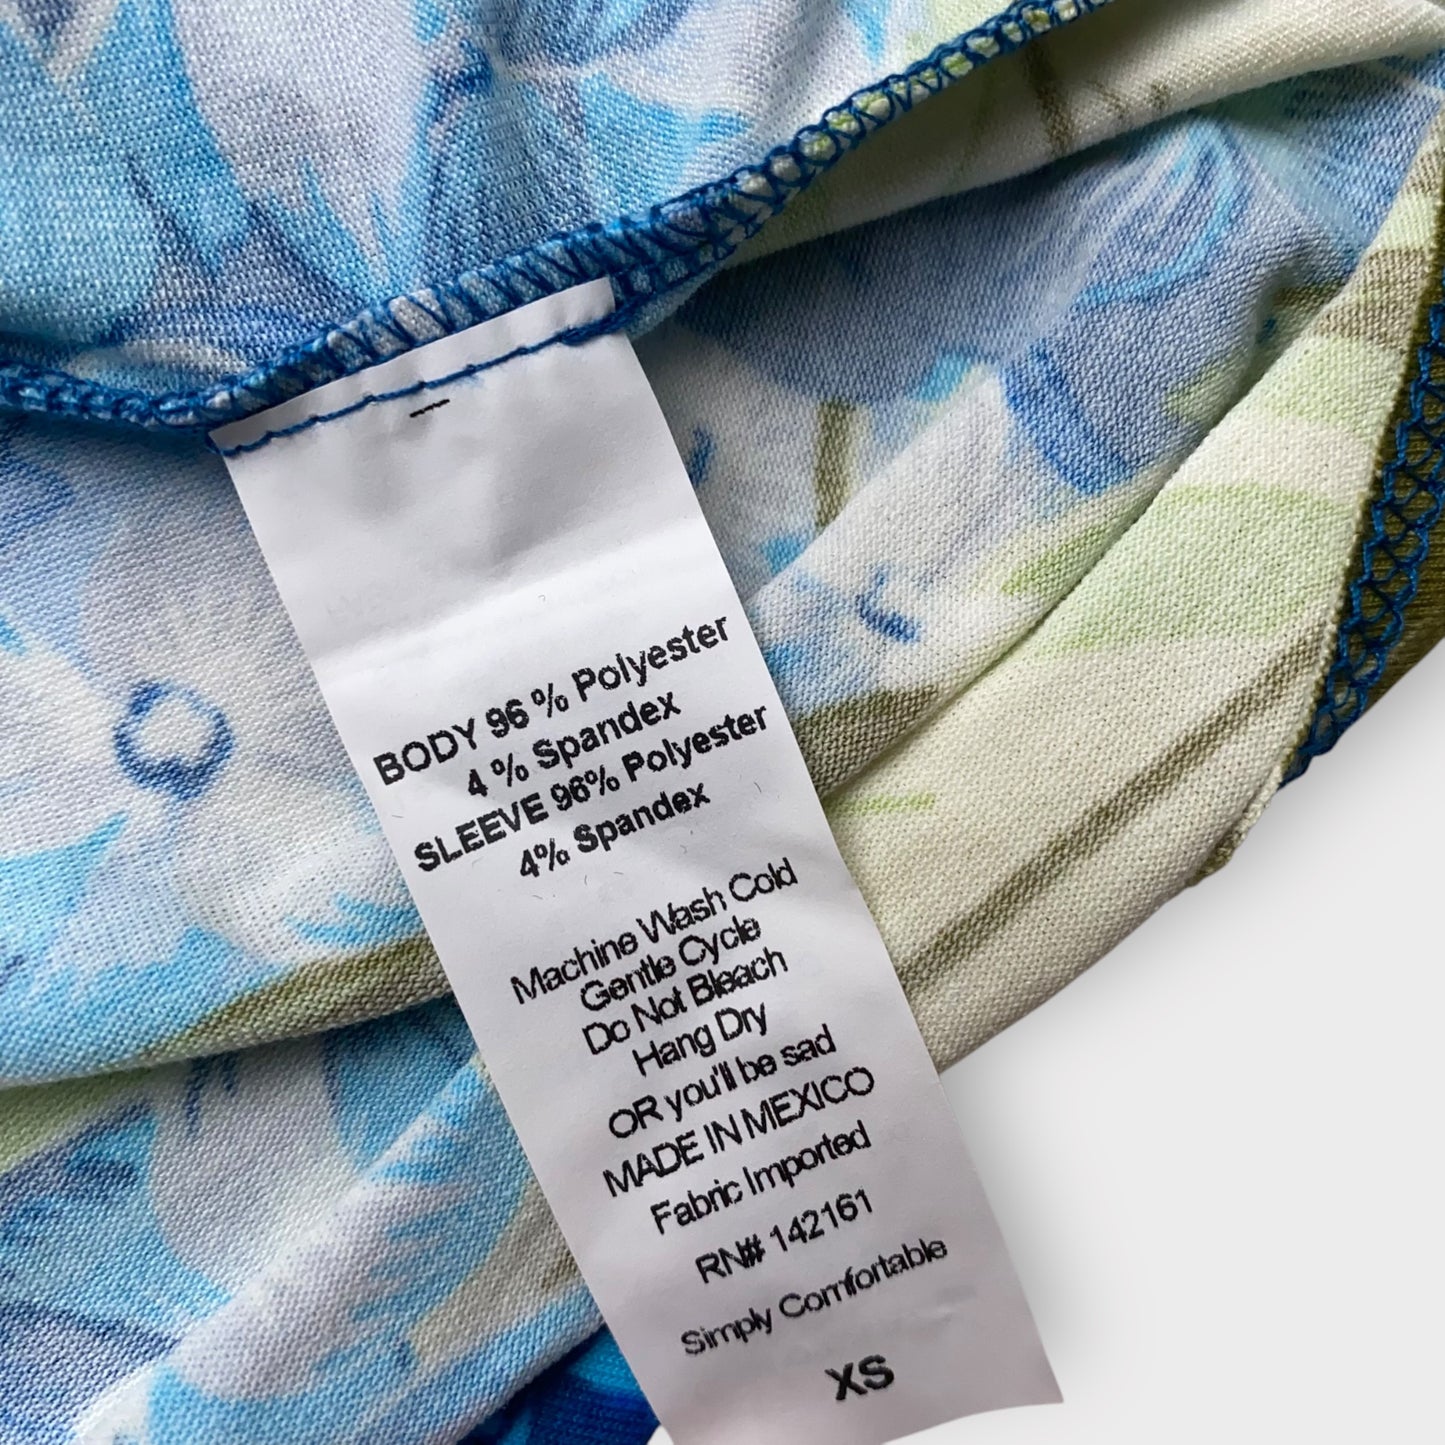 BODY 96 % Polyester
4 % Spandex
SLEEVE 96% Polyester
4% Spandex
Machine Wash Cold
Gentle Cycle
Do Not Bleach
Hang Dry
OR you'll be sad
MADE IN MEXICO
Fabric Imported
RN# 142161
Simply Comfortable
XS